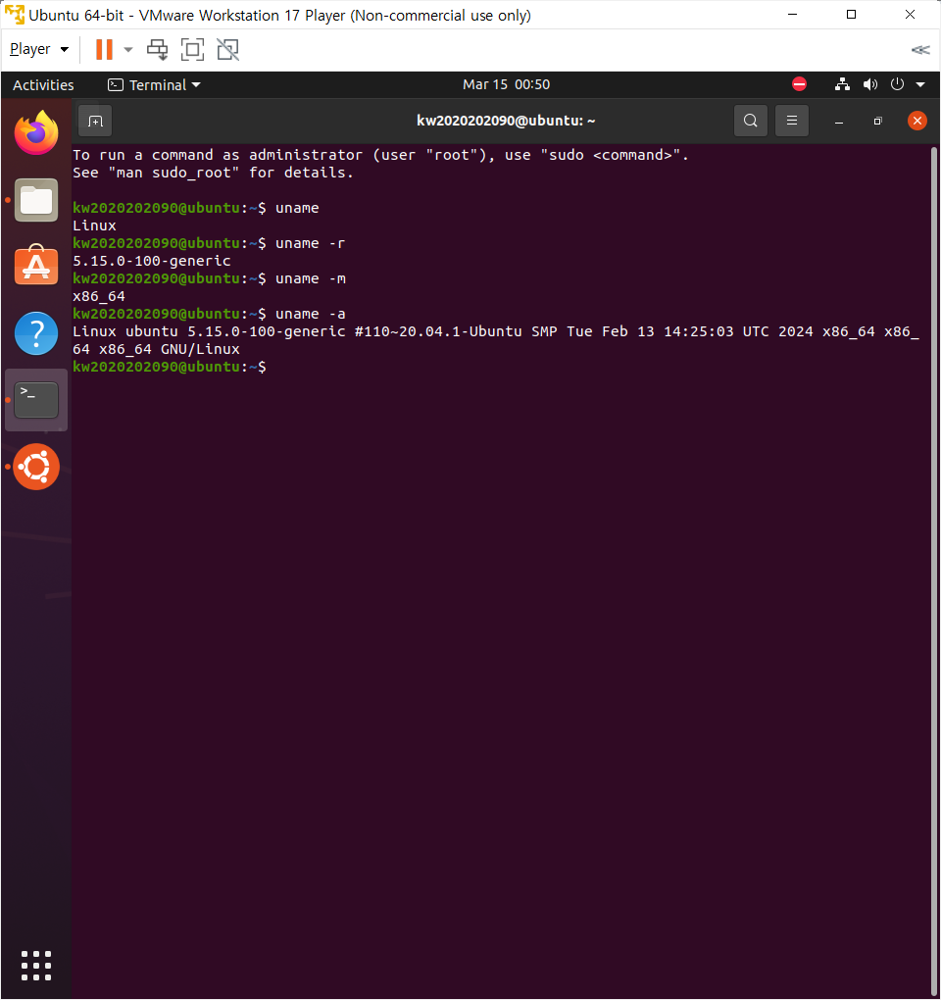 Ubuntu 64-bit - VMware Workstation 17 Player (Non-commercial use only)
Player
Activities
Terminal
Mar 15 00:50
kw2020202090@ubuntu: ~
To run a command as administrator (user "root"), use "sudo <command>".
See "man sudo_root" for details.
kw2020202090@ubuntu:~$ uname
Linux
kw2020202090@ubuntu:~$ uname -r
5.15.0-100-generic
kw2020202090@ubuntu:~$ uname -m
x86_64
kw2020202090@ubuntu:~$ uname -a
Linux ubuntu 5.15.0-100-generic #110~20.04.1-Ubuntu SMP Tue Feb 13 14:25:03 UTC 2024 x86_64 x86_
64 x86_64 GNU/Linux
kw2020202090@ubuntu:~$